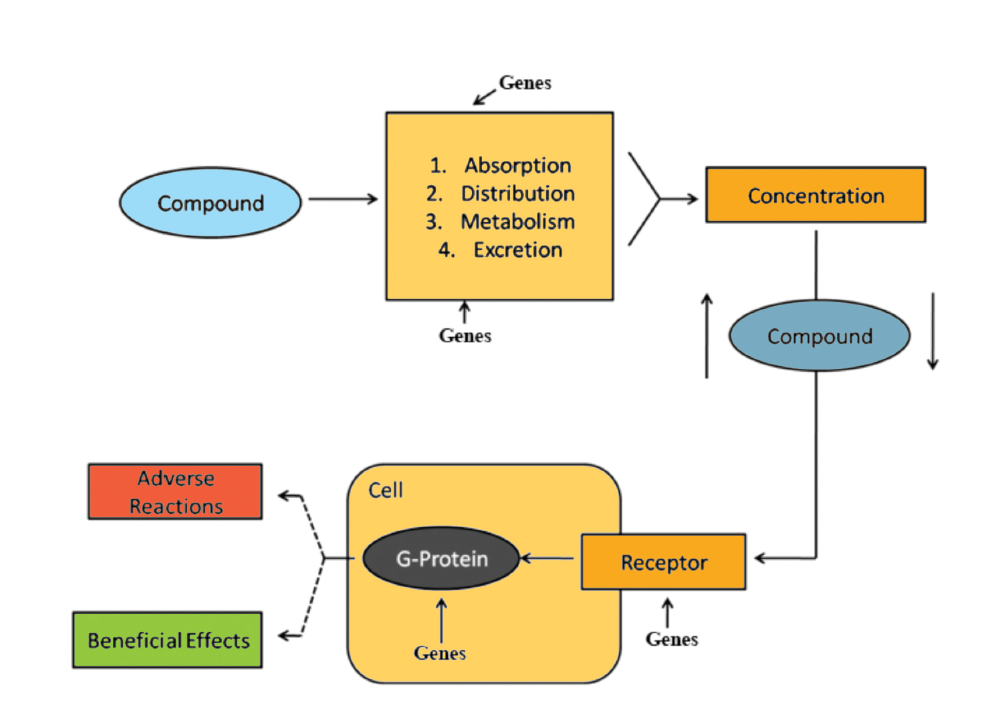 Genes
Compound
1. Absorption
2. Distribution
3. Metabolism
4. Excretion
Concentration
Genes
Compound
Adverse
Reactions
Cell
G-Protein
Receptor
Beneficial Effects
Genes
Genes